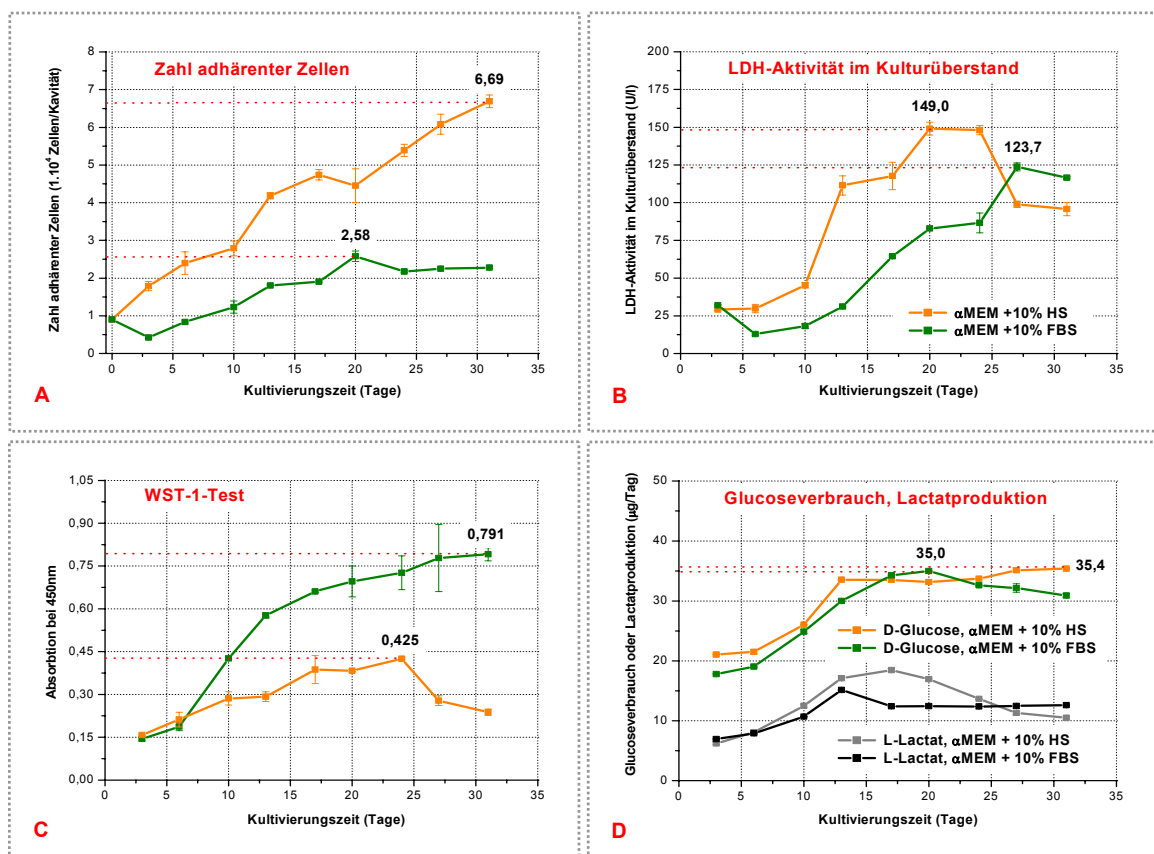 Zahl adhärenter Zellen
6,69
2,58
Zahl adhärenter Zellen (1.10⁴ Zellen/Kavität)
8
7
6
5
4
3
2
1
0
0 5 10 15 20 25 30 35
Kultivierungszeit (Tage)
A
LDH-Aktivität im Kulturüberstand
149,0
123,7
LDH-Aktivität im Kulturüberstand (U/l)
200
175
150
125
100
75
50
25
0
αMEM +10% HS
αMEM +10% FBS
0 5 10 15 20 25 30 35
Kultivierungszeit (Tage)
B
WST-1-Test
0,791
0,425
Absorbtion bei 450nm
1,05
0,90
0,75
0,60
0,45
0,30
0,15
0,00
0 5 10 15 20 25 30 35
Kultivierungszeit (Tage)
C
Glucoseverbrauch, Lactatproduktion
35,0
35,4
Glucoseverbrauch oder Lactatproduktion (µg/Tag)
50
40
30
20
10
0
D-Glucose, αMEM + 10% HS
D-Glucose, αMEM + 10% FBS
L-Lactat, αMEM + 10% HS
L-Lactat, αMEM + 10% FBS
0 5 10 15 20 25 30 35
Kultivierungszeit (Tage)
D